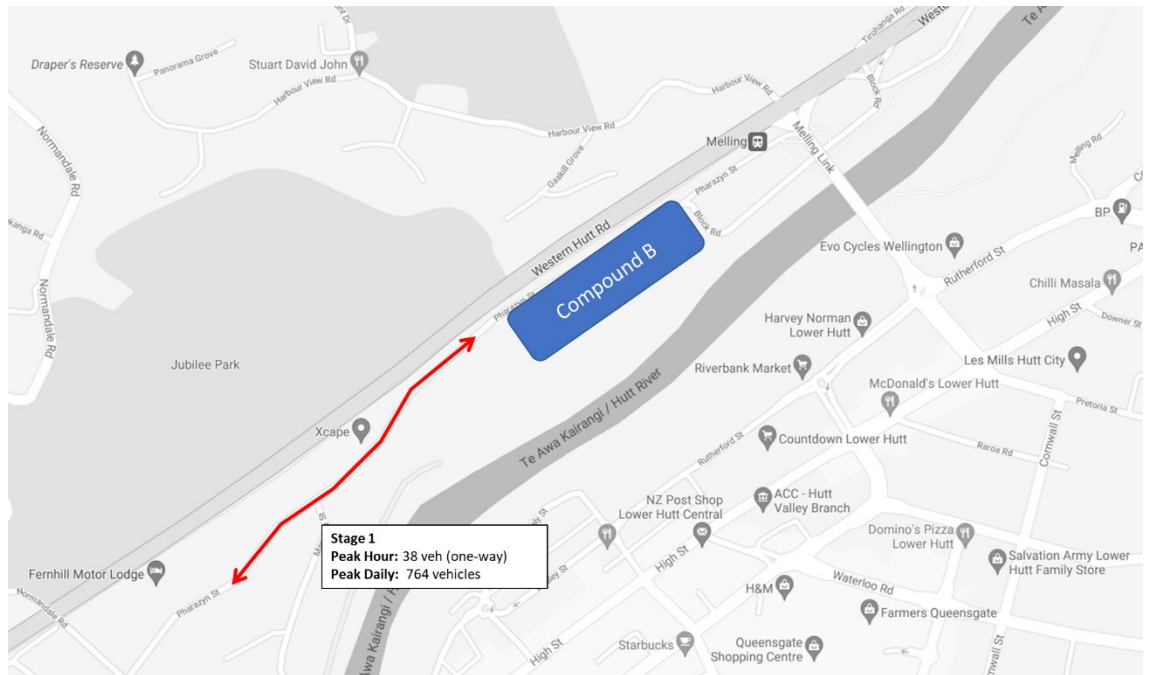 Draper's Reserve
Panorama Grove
Stuart David John
Harbour View Rd
Harbour View Rd
Harbour View Rd
Gaskill Grove
Normandale Rd
Normandale Rd
Normandale Rd
Tirohanga Rd
Block Rd
Melling
Melling Link
Melling Rd
Pharazyn St
Block Rd
Western Hutt Rd
Compound B
BP
Evo Cycles Wellington
Rutherford St
Chilli Masala
High St
Downer St
Harvey Norman
Lower Hutt
Les Mills Hutt City
Riverbank Market
McDonald's Lower Hutt
Pretoria St
Cornwall St
Jubilee Park
Te Awa Kairangi / Hutt River
Xcape
Countdown Lower Hutt
Rutherford St
Raroa Rd
NZ Post Shop
Lower Hutt Central
ACC - Hutt
Valley Branch
Domino's Pizza
Lower Hutt
Salvation Army Lower
Hutt Family Store
Stage 1
Peak Hour: 38 veh (one-way)
Peak Daily: 764 vehicles
High St
Waterloo Rd
Fernhill Motor Lodge
Pharazyn St
H&M
Farmers Queensgate
Starbucks
Queensgate
Shopping Centre
High St